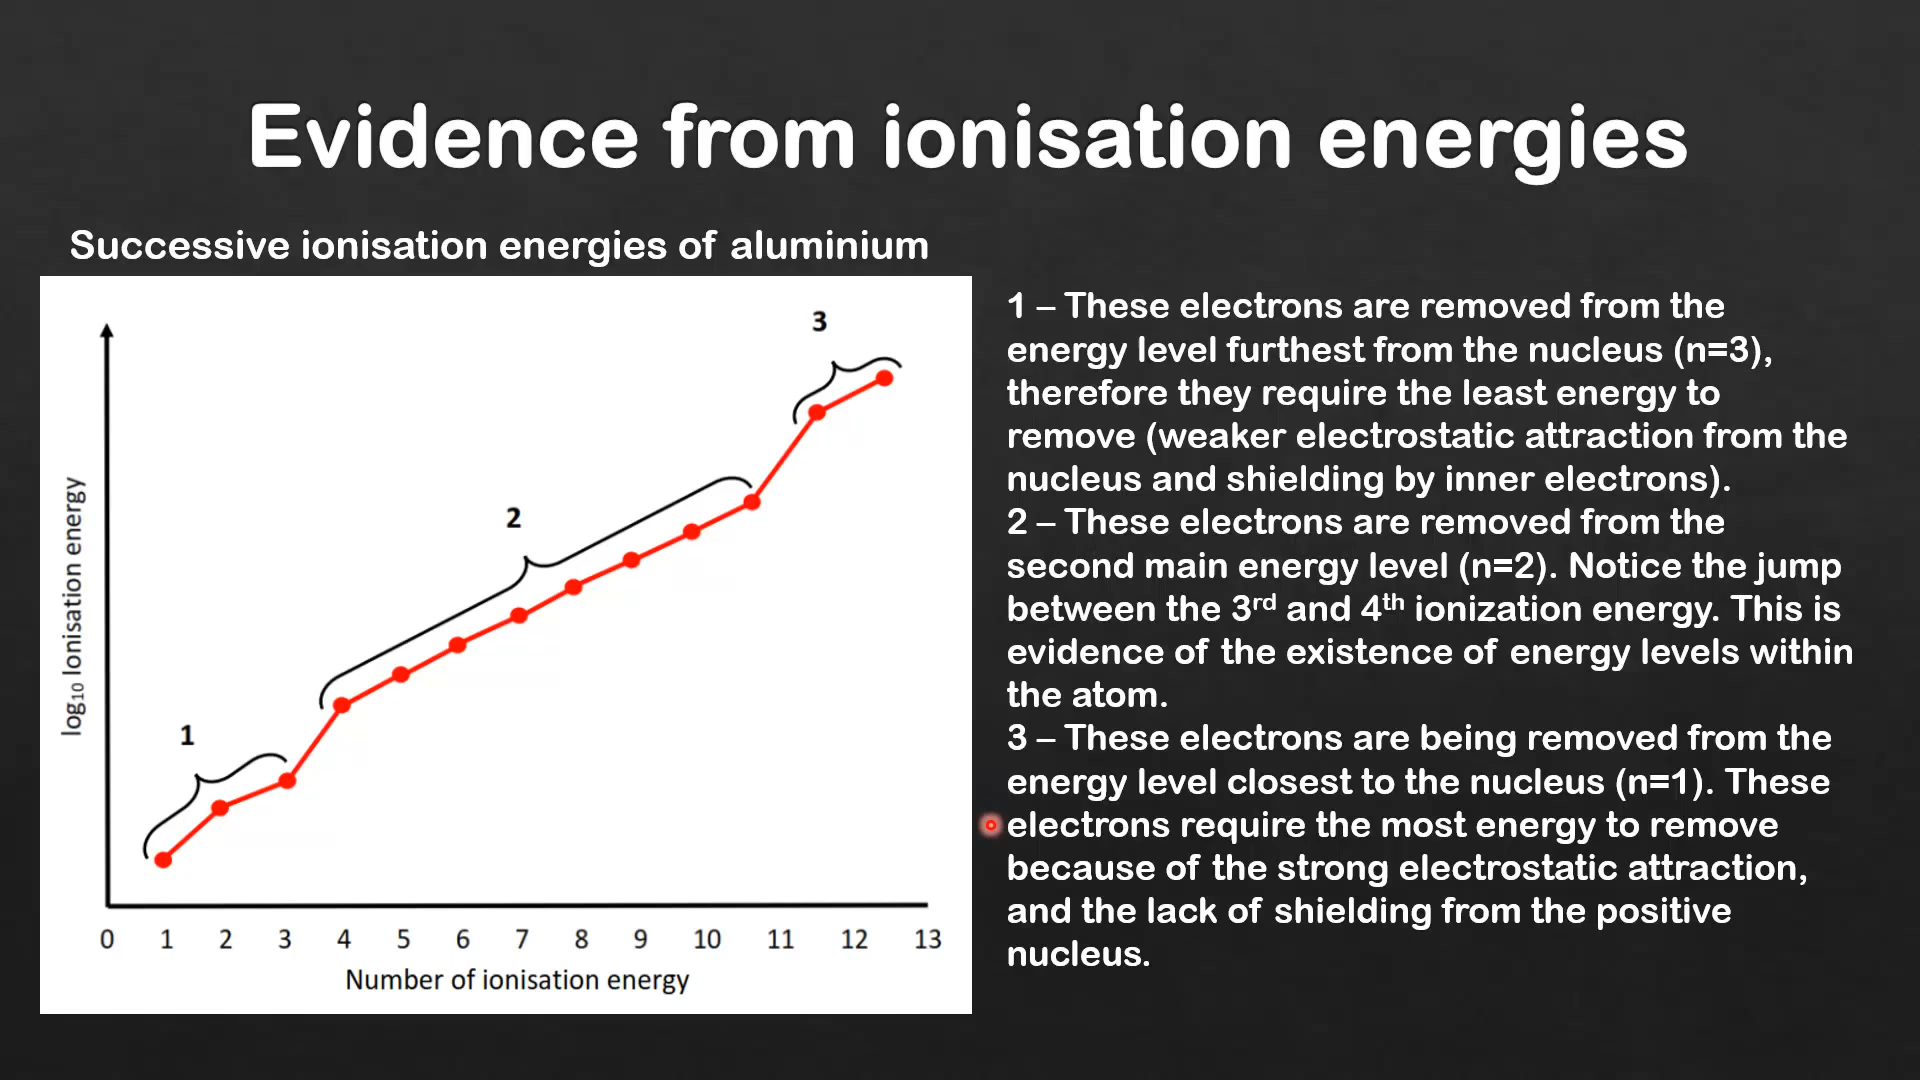 Evidence from ionisation energies
Successive ionisation energies of aluminium
3
2
1
log₁₀ Ionisation energy
0 1 2 3 4 5 6 7 8 9 10 11 12 13
Number of ionisation energy
1 – These electrons are removed from the
energy level furthest from the nucleus (n=3),
therefore they require the least energy to
remove (weaker electrostatic attraction from the
nucleus and shielding by inner electrons).
2 – These electrons are removed from the
second main energy level (n=2). Notice the jump
between the 3ʳᵈ and 4ᵗʰ ionization energy. This is
evidence of the existence of energy levels within
the atom.
3 – These electrons are being removed from the
energy level closest to the nucleus (n=1). These
electrons require the most energy to remove
because of the strong electrostatic attraction,
and the lack of shielding from the positive
nucleus.